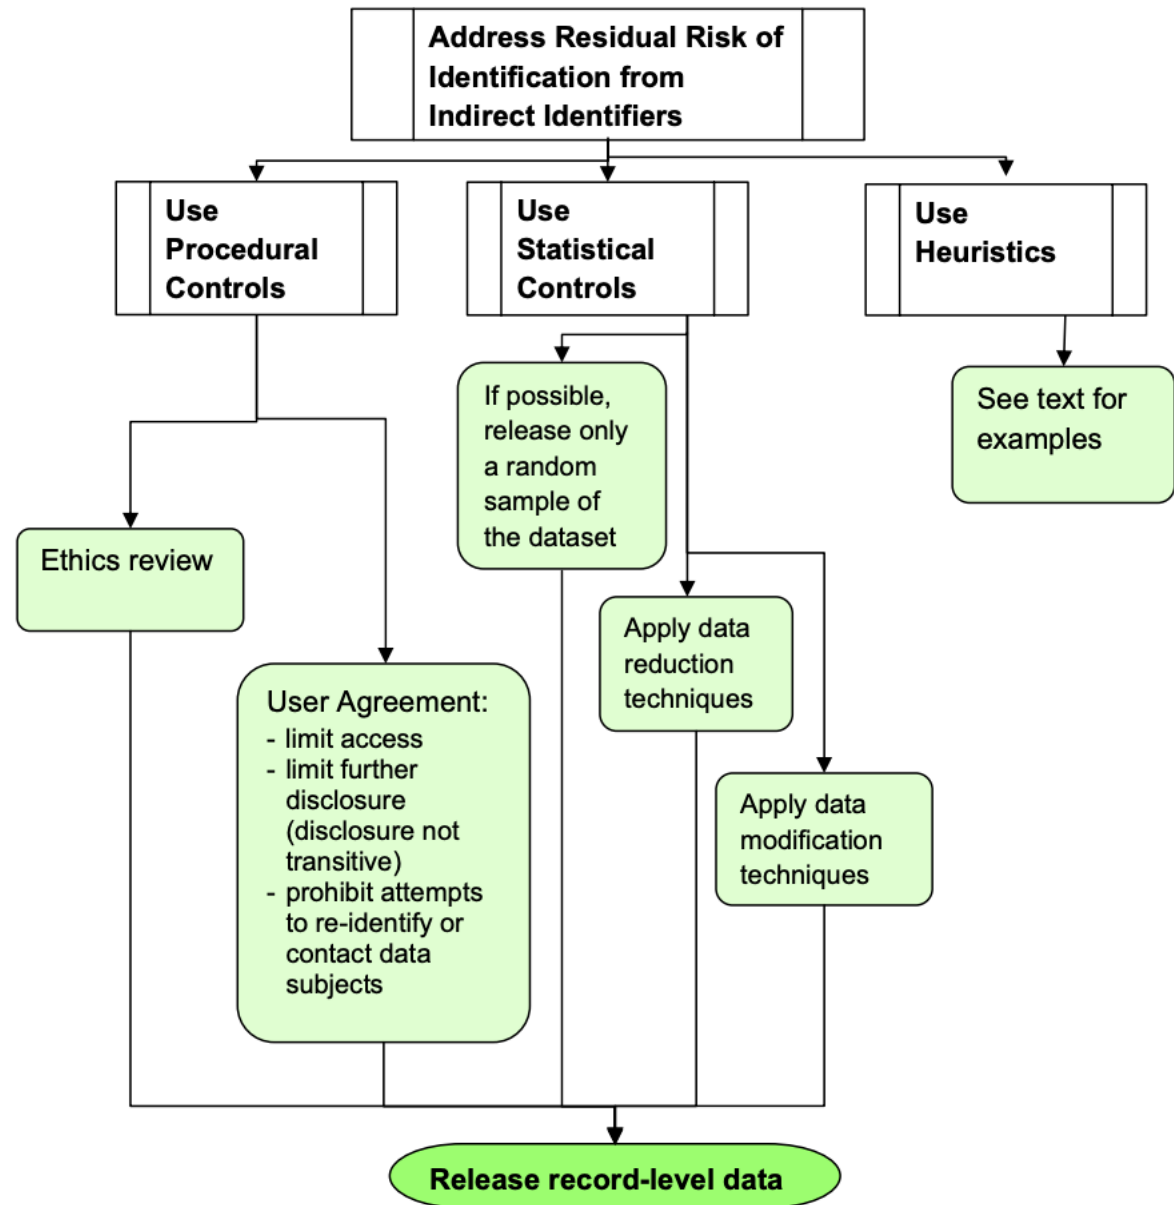 Address Residual Risk of
Identification from
Indirect Identifiers
Use
Procedural
Controls
Use
Statistical
Controls
Use
Heuristics
If possible,
release only
a random
sample of
the dataset
See text for
examples
Ethics review
Apply data
reduction
techniques
User Agreement:
- limit access
- limit further
disclosure
(disclosure not
transitive)
- prohibit attempts
to re-identify or
contact data
subjects
Apply data
modification
techniques
Release record-level data